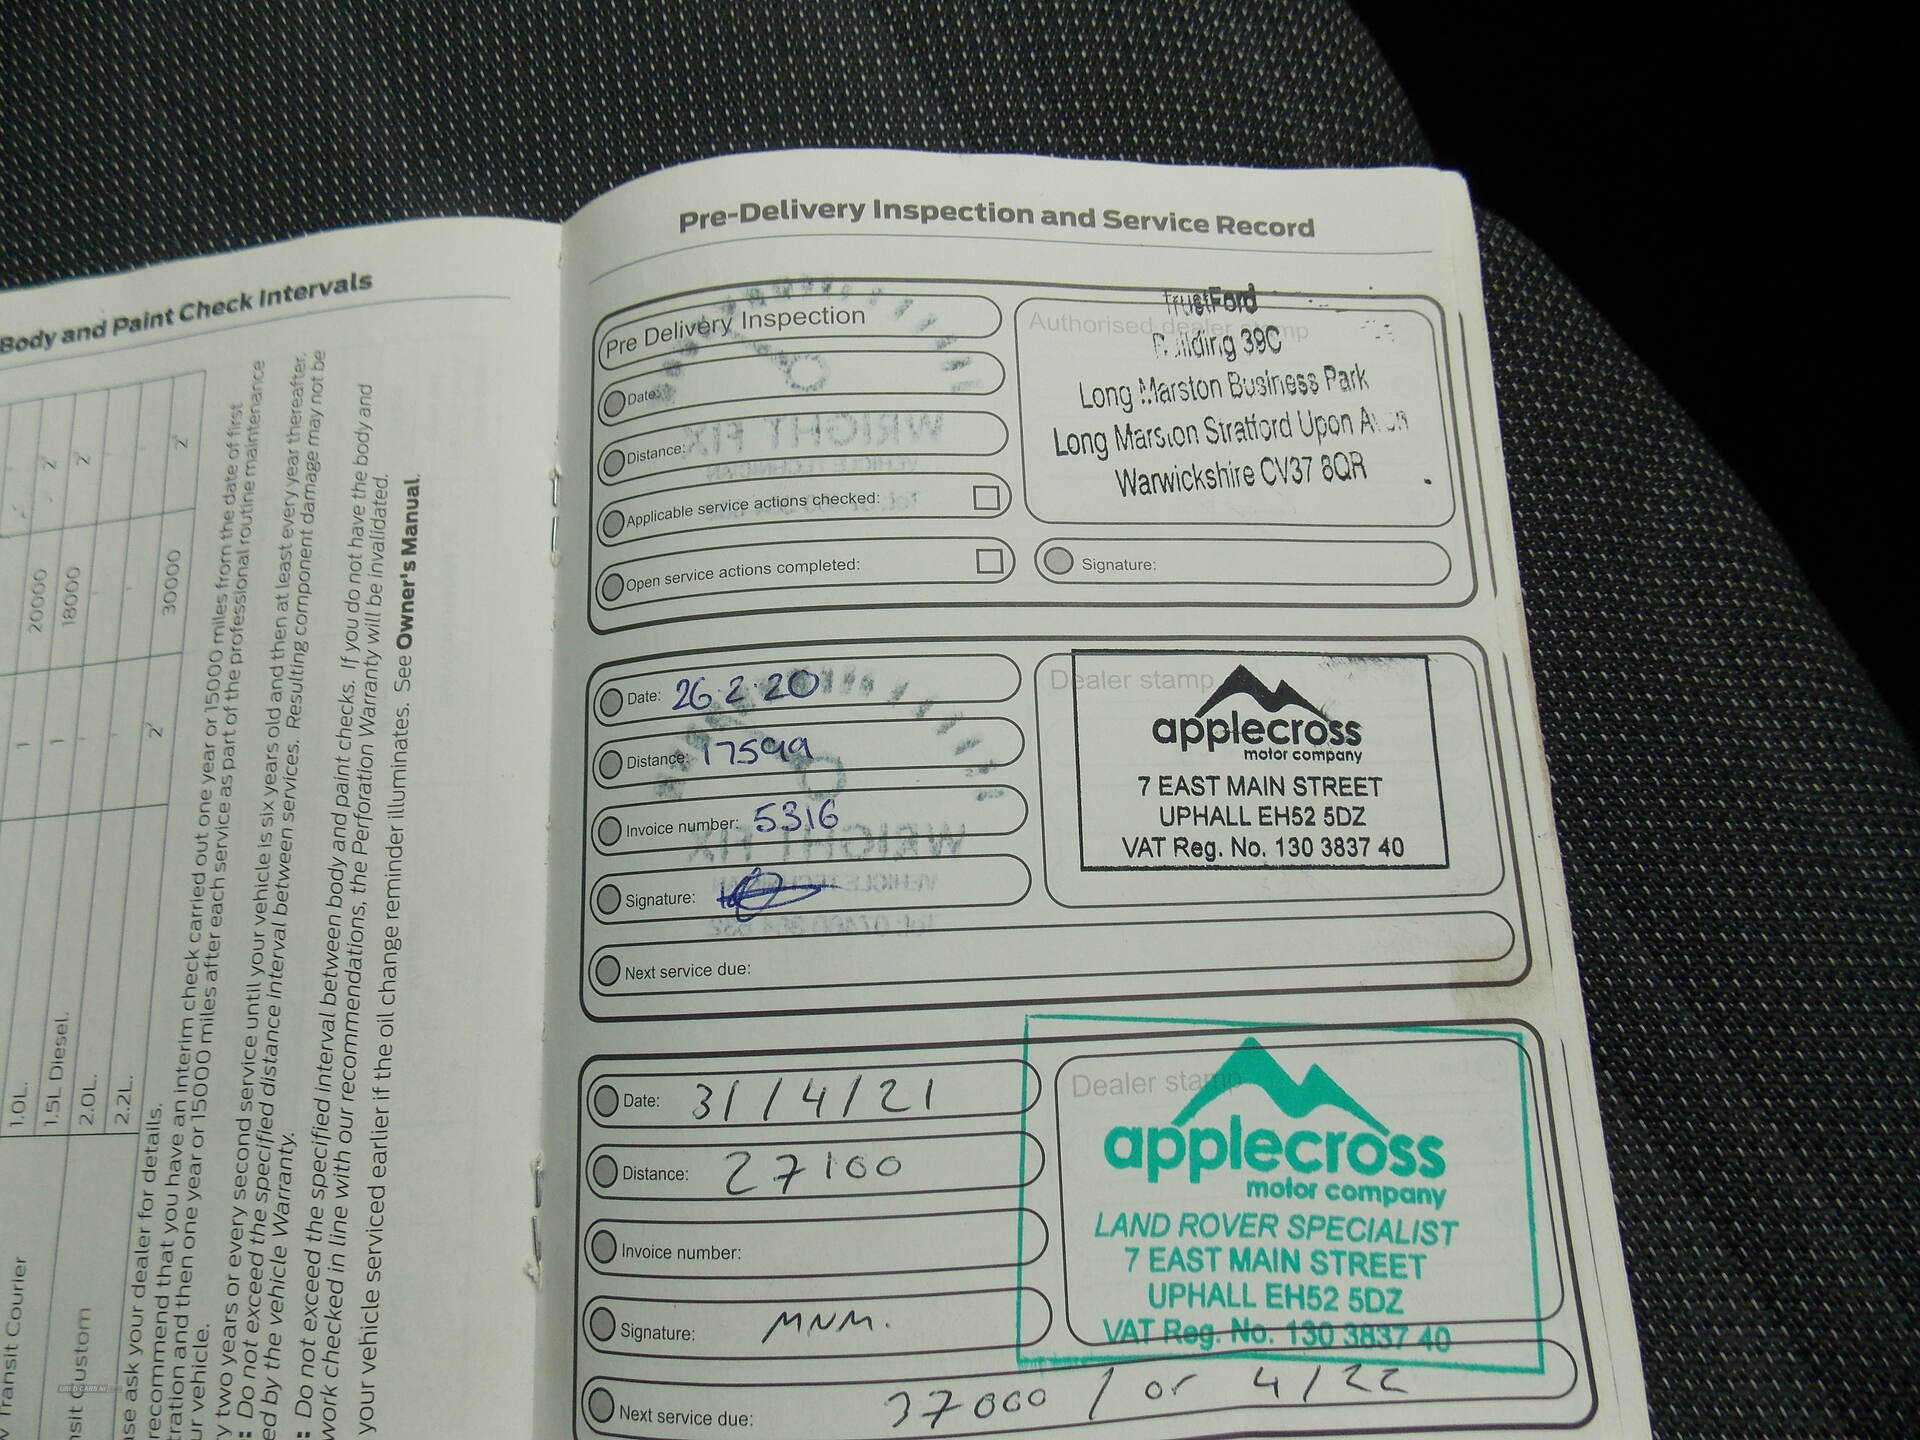 Body and Paint Check Intervals
20000
18000
30000
1.0L.
1.5L Diesel.
2.0L.
2.2L.
Transit Courier
Custom
ask your dealer for details.
recommend that you have an interim check carried out one year or 15000 miles from the date of first
and then one year or 15000 miles after each service as part of the professional routine maintenance
vehicle.
two years or every second service until your vehicle is six years old and then at least every year thereafter.
Do not exceed the specified distance interval between services. Resulting component damage may not be
by the vehicle Warranty.
Do not exceed the specified interval between body and paint checks. If you do not have the body and
work checked in line with our recommendations, the Perforation Warranty will be invalidated.
your vehicle serviced earlier if the oil change reminder illuminates. See Owner's Manual.
Pre-Delivery Inspection and Service Record
Pre Delivery Inspection
Date:
Distance:
Applicable service actions checked:
Open service actions completed:
Authorised dealer stamp
TrustFord
Building 39C
Long Marston Business Park
Long Marston Stratford Upon Avon
Warwickshire CV37 8QR
Signature:
Date: 26.2.20
Distance: 17599
Invoice number: 5316
Signature:
Next service due:
Dealer stamp
applecross
motor company
7 EAST MAIN STREET
UPHALL EH52 5DZ
VAT Reg. No. 130 3837 40
WRIGHT FIX
VEHICLE TECHNICIAN
Date: 31/4/21
Distance: 27100
Invoice number:
Signature: MNM.
Next service due: 37000 / or 4/22
Dealer stamp
applecross
motor company
LAND ROVER SPECIALIST
7 EAST MAIN STREET
UPHALL EH52 5DZ
VAT Reg. No. 130 3837 40
USED CARS NI